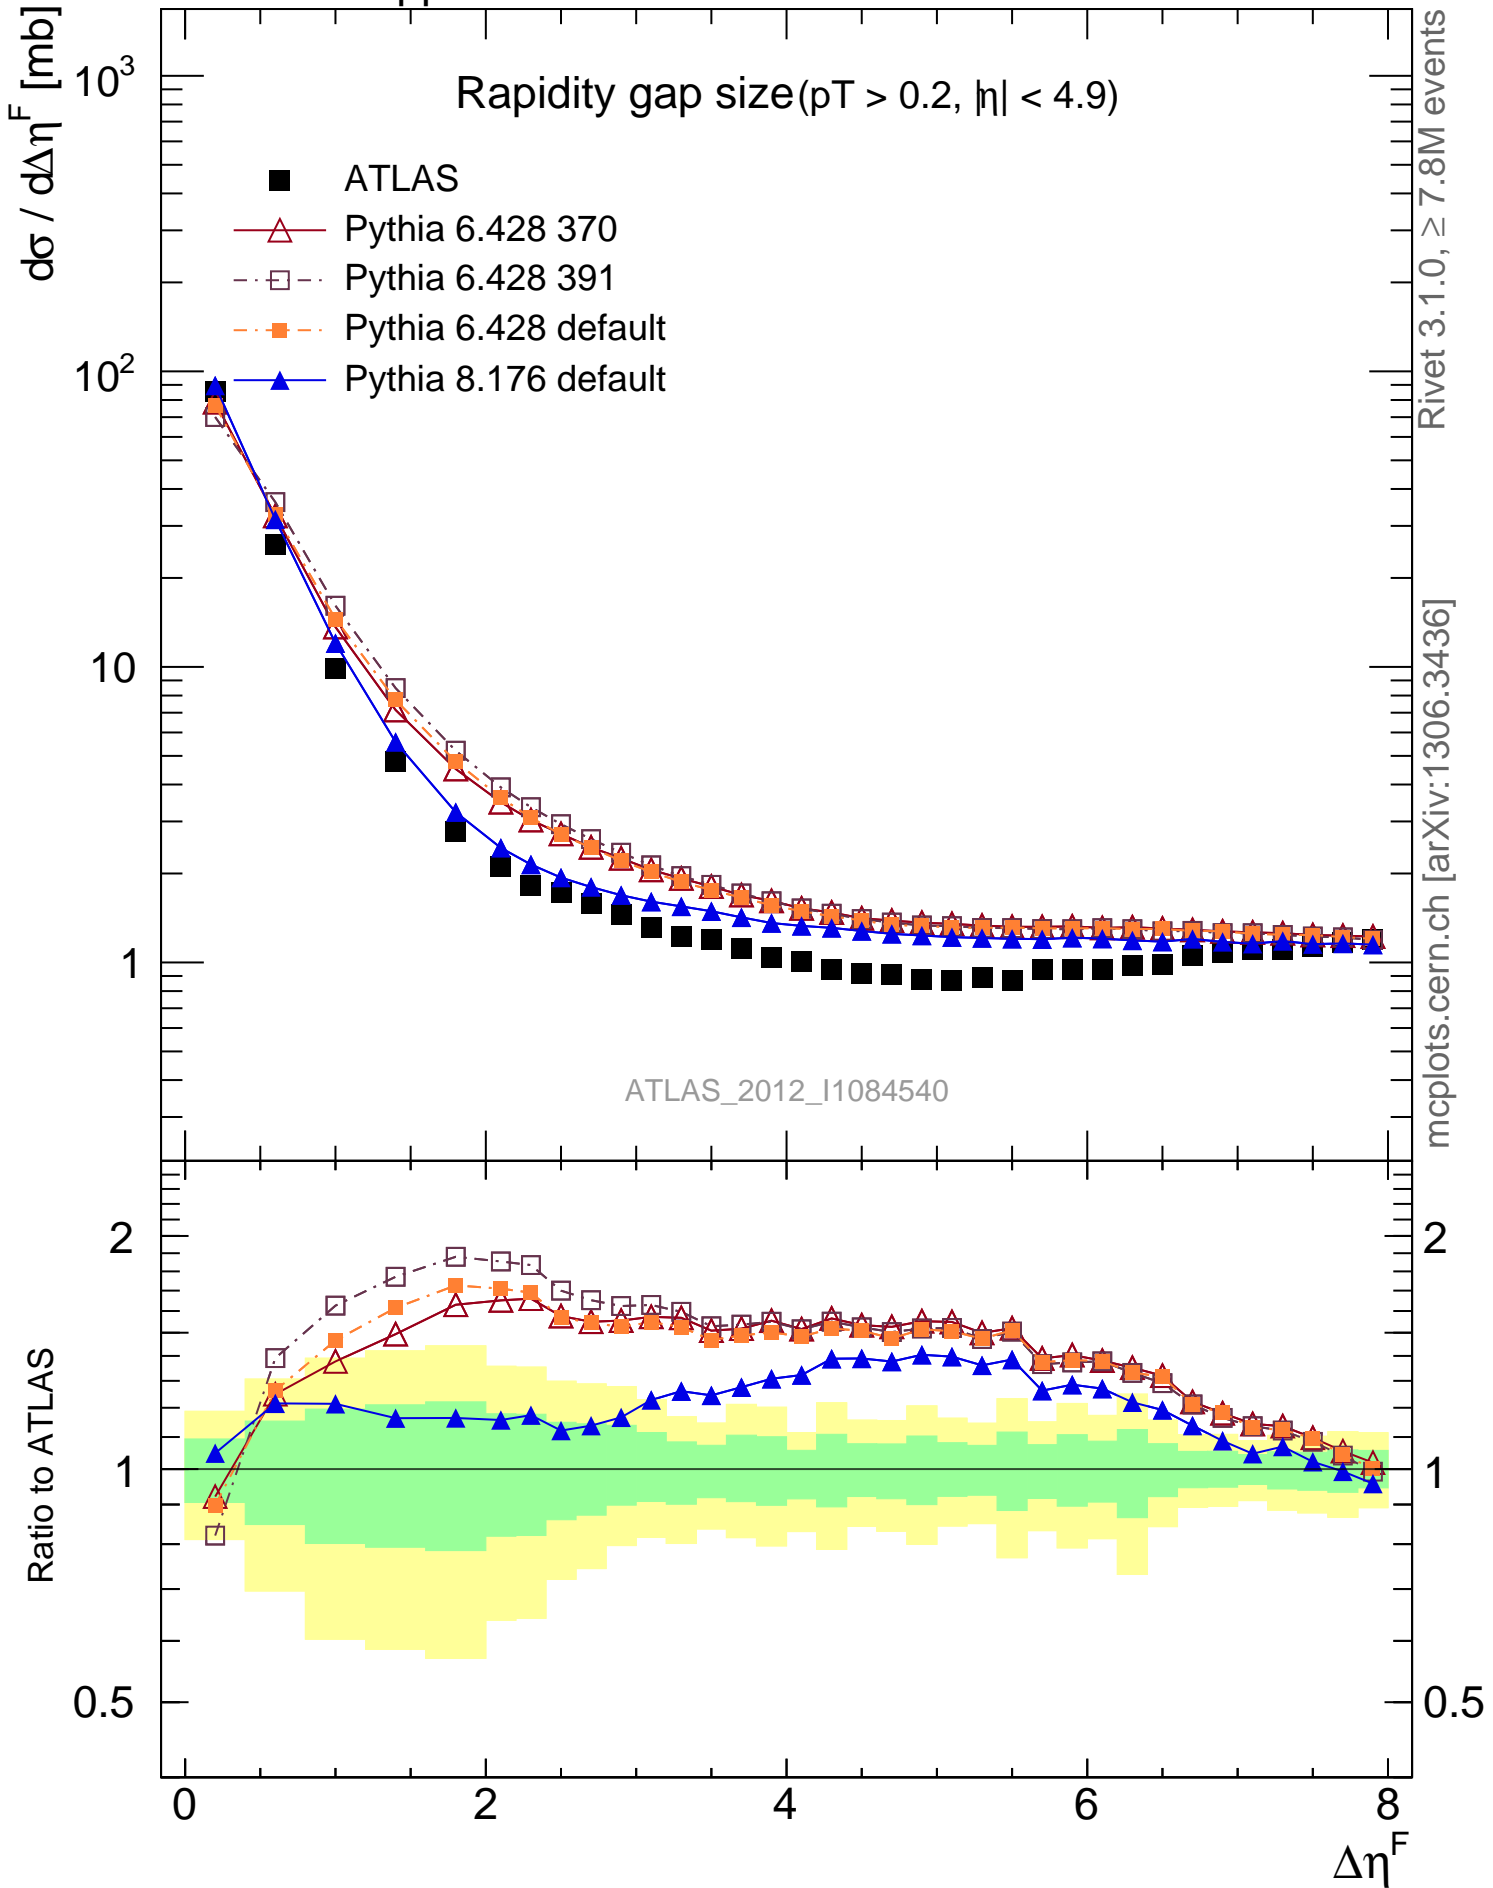 pp
dσ / dΔη^F [mb]
Rapidity gap size (pT > 0.2, |η| < 4.9)
ATLAS
Pythia 6.428 370
Pythia 6.428 391
Pythia 6.428 default
Pythia 8.176 default
10^3
10^2
10
1
ATLAS_2012_I1084540
Rivet 3.1.0, ≥ 7.8M events
mcplots.cern.ch [arXiv:1306.3436]
Ratio to ATLAS
2
1
0.5
2
1
0.5
0 2 4 6 8
Δη^F